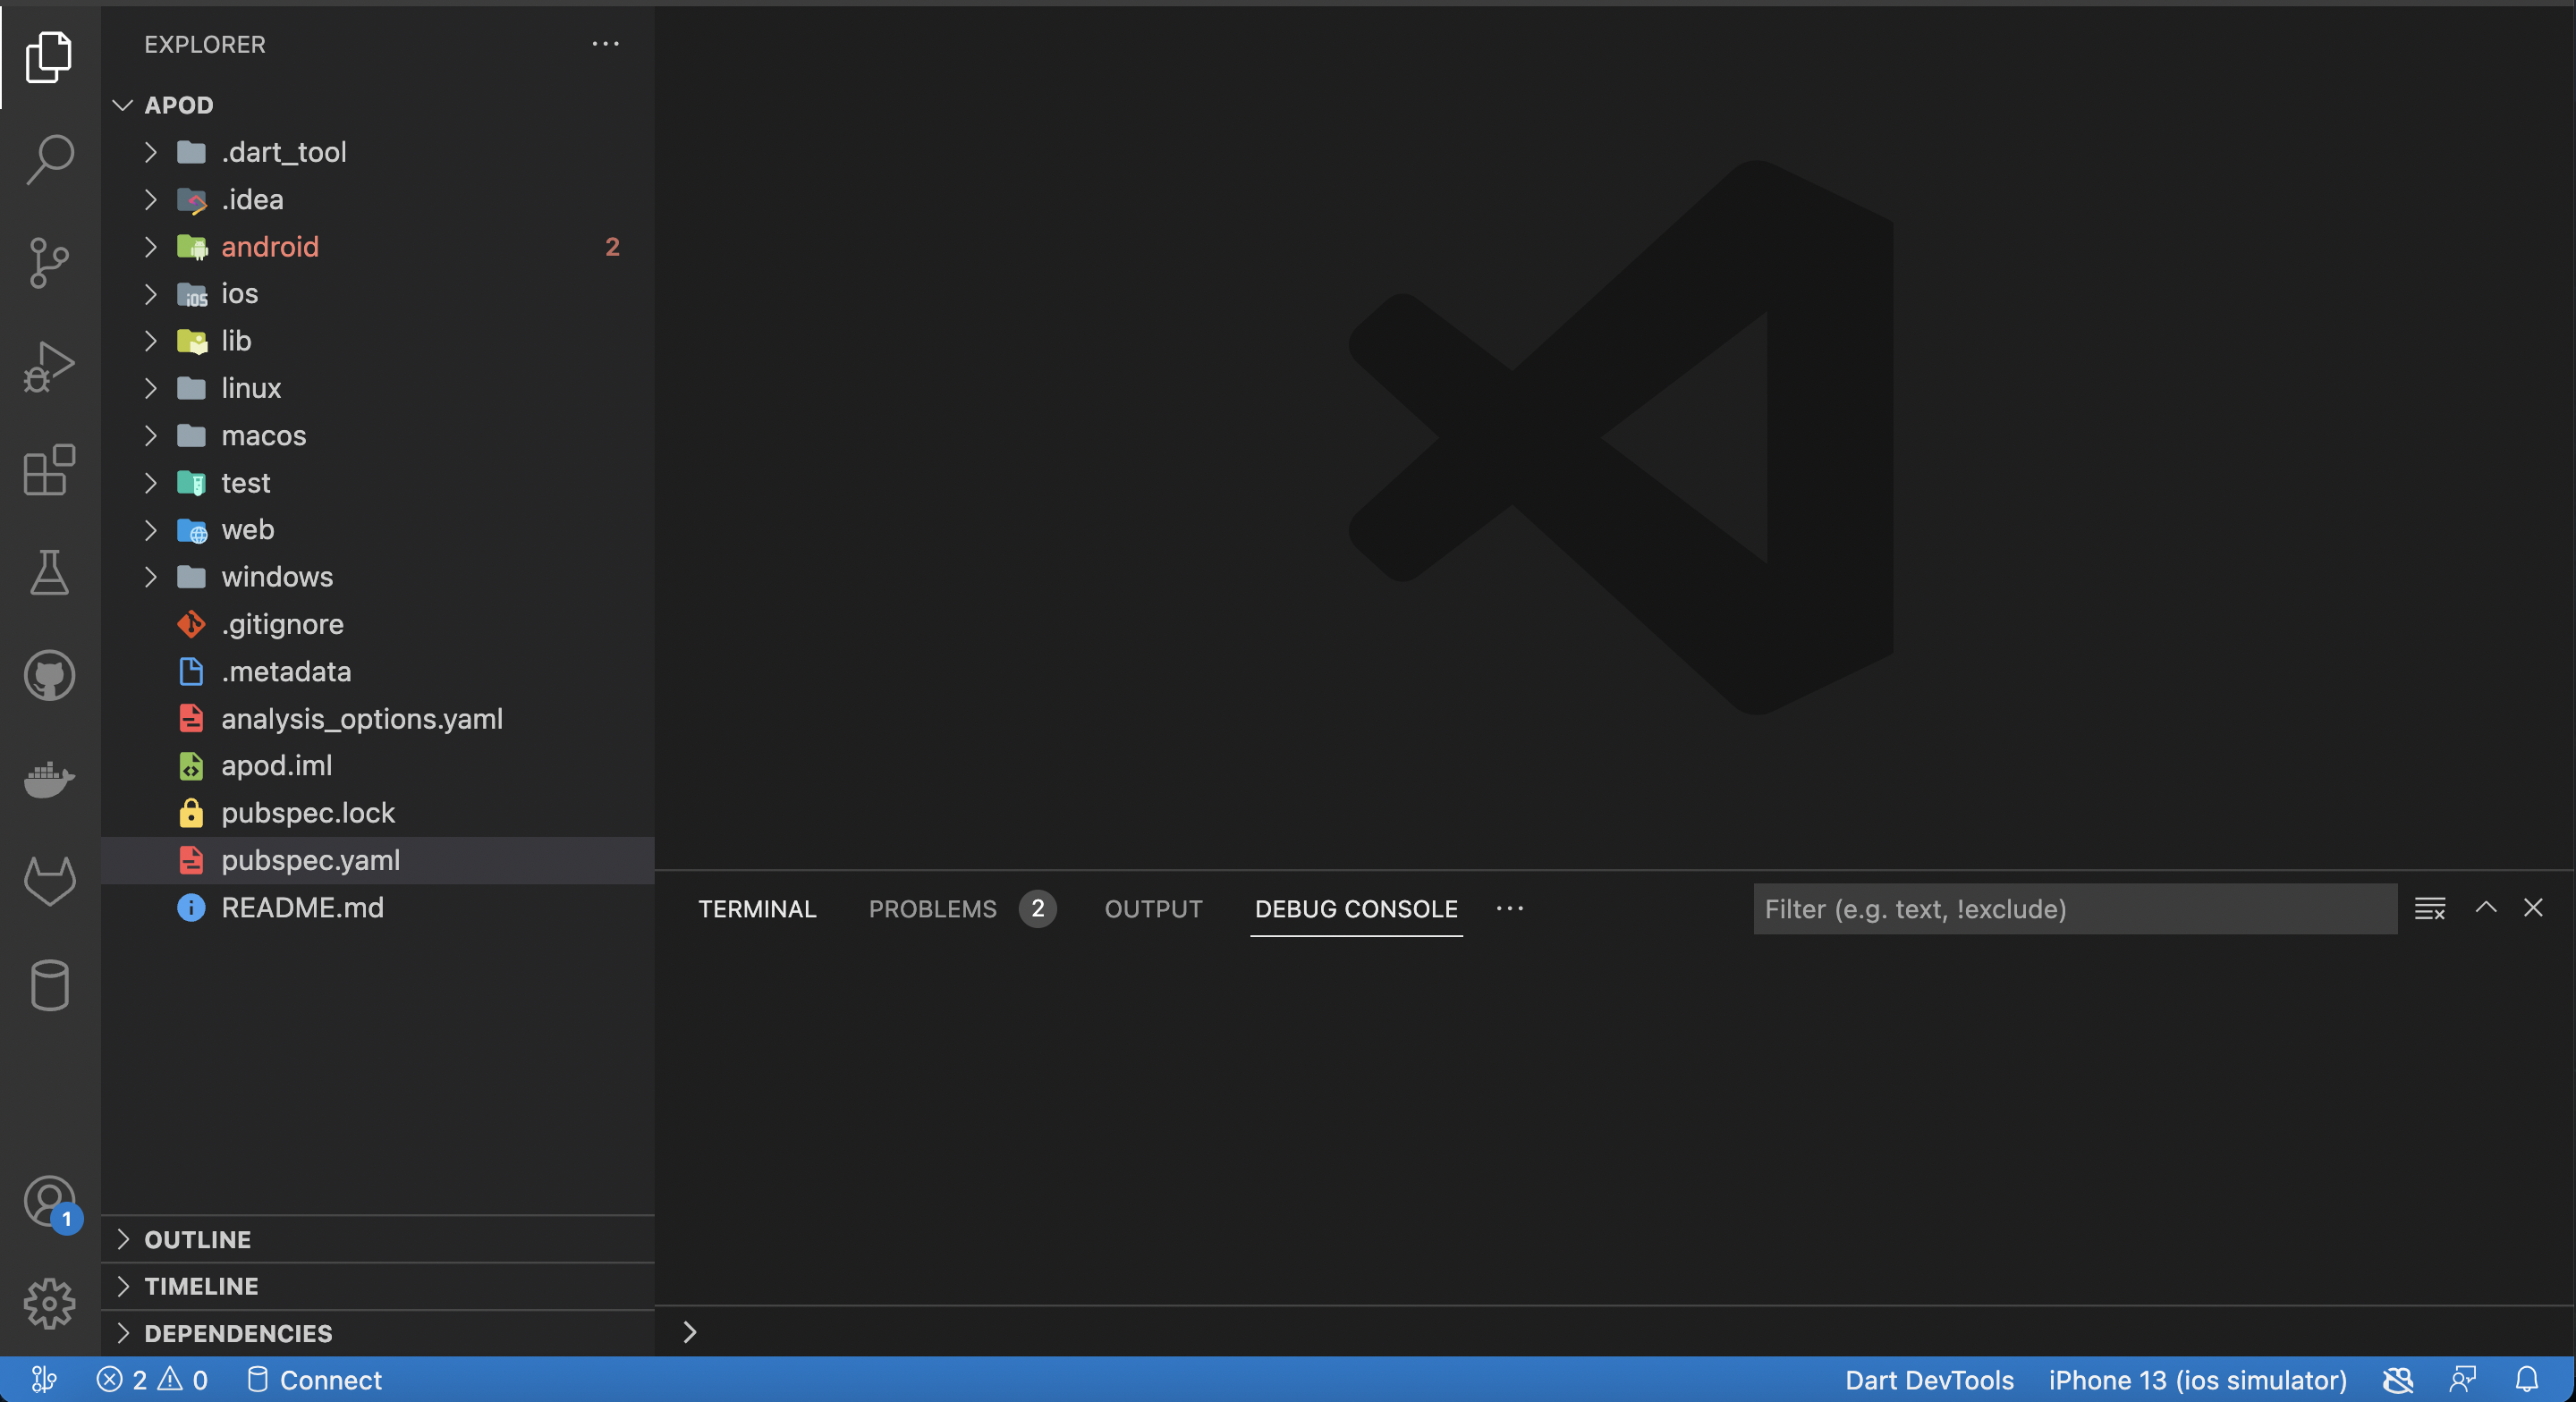 EXPLORER
APOD
.dart_tool
.idea
android 2
ios
lib
linux
macos
test
web
windows
.gitignore
.metadata
analysis_options.yaml
apod.iml
pubspec.lock
pubspec.yaml
README.md
OUTLINE
TIMELINE
DEPENDENCIES
1
TERMINAL PROBLEMS 2 OUTPUT DEBUG CONSOLE Filter (e.g. text, !exclude)
2 0 Connect Dart DevTools iPhone 13 (ios simulator)